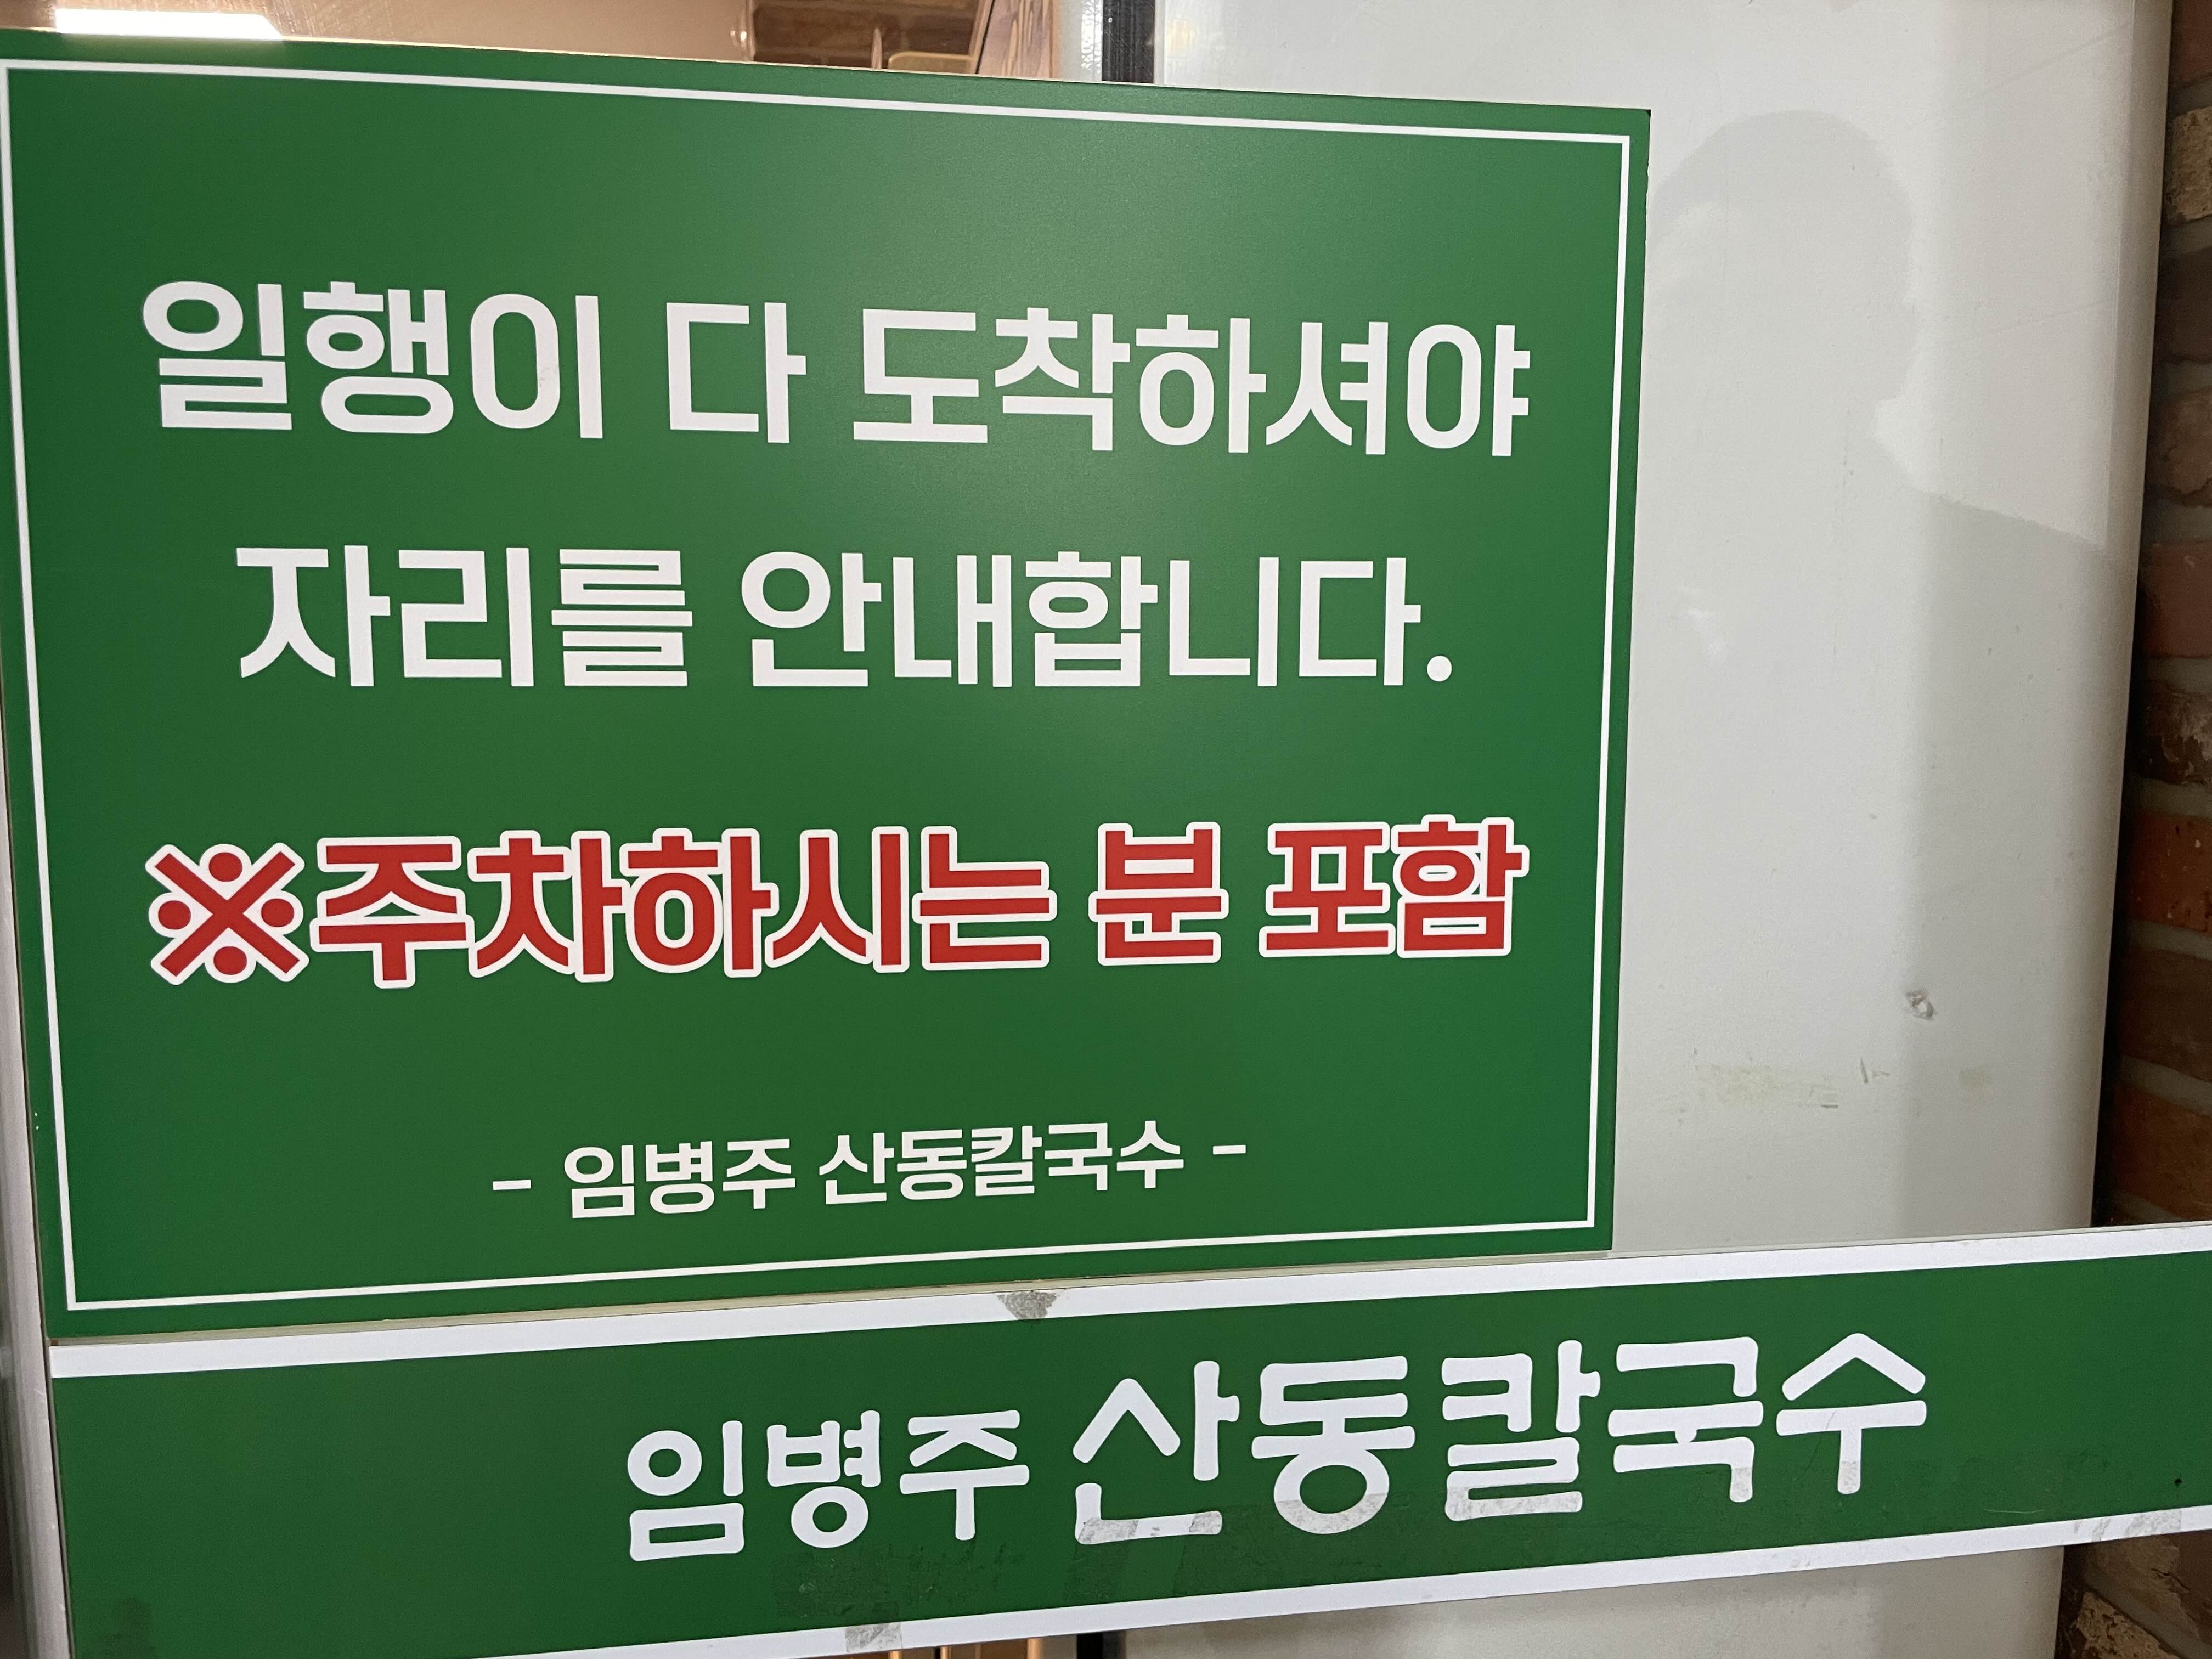 일행이 다 도착하셔야
자리를 안내합니다.
※주차하시는 분 포함
- 임병주 산동칼국수 -
임병주 산동칼국수